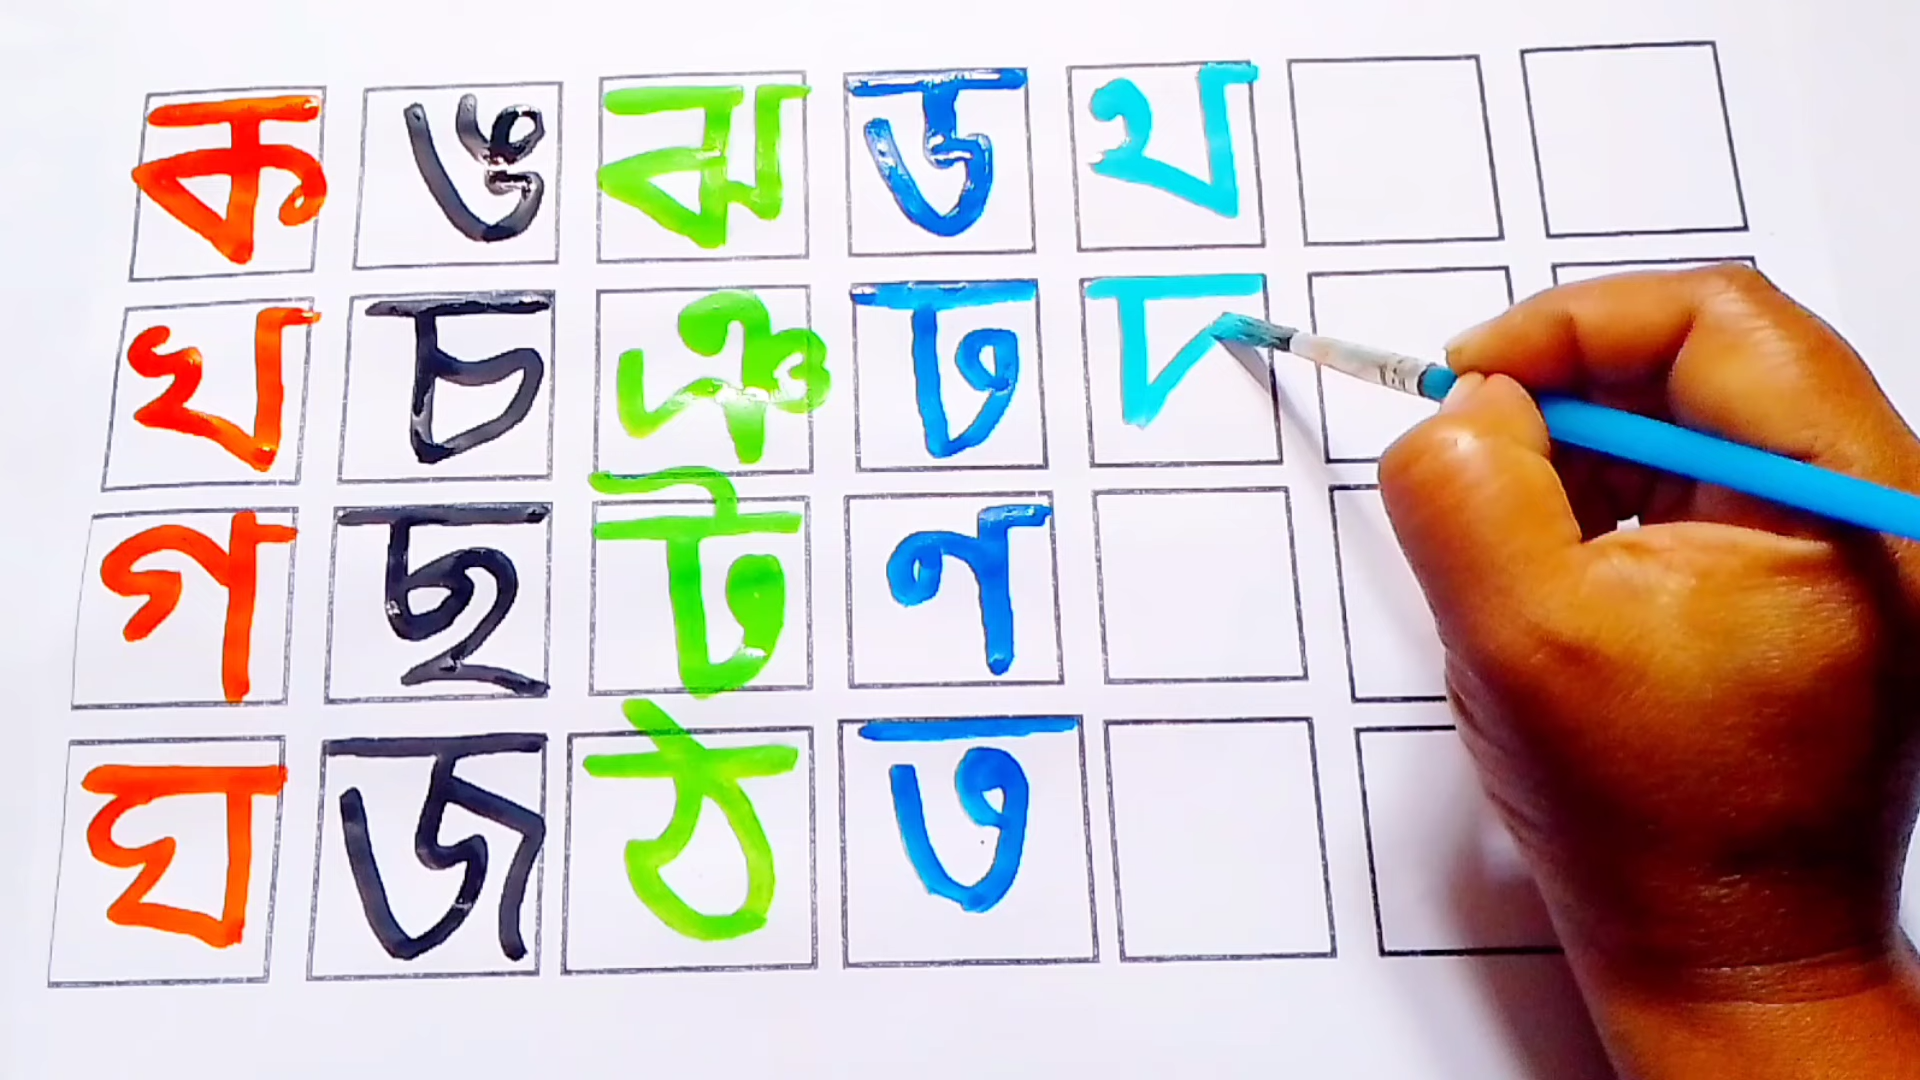 ক ঙ ঝ ড থ
খ চ ঞ ঢ দ
গ ছ ট ণ
ঘ জ ঠ ত